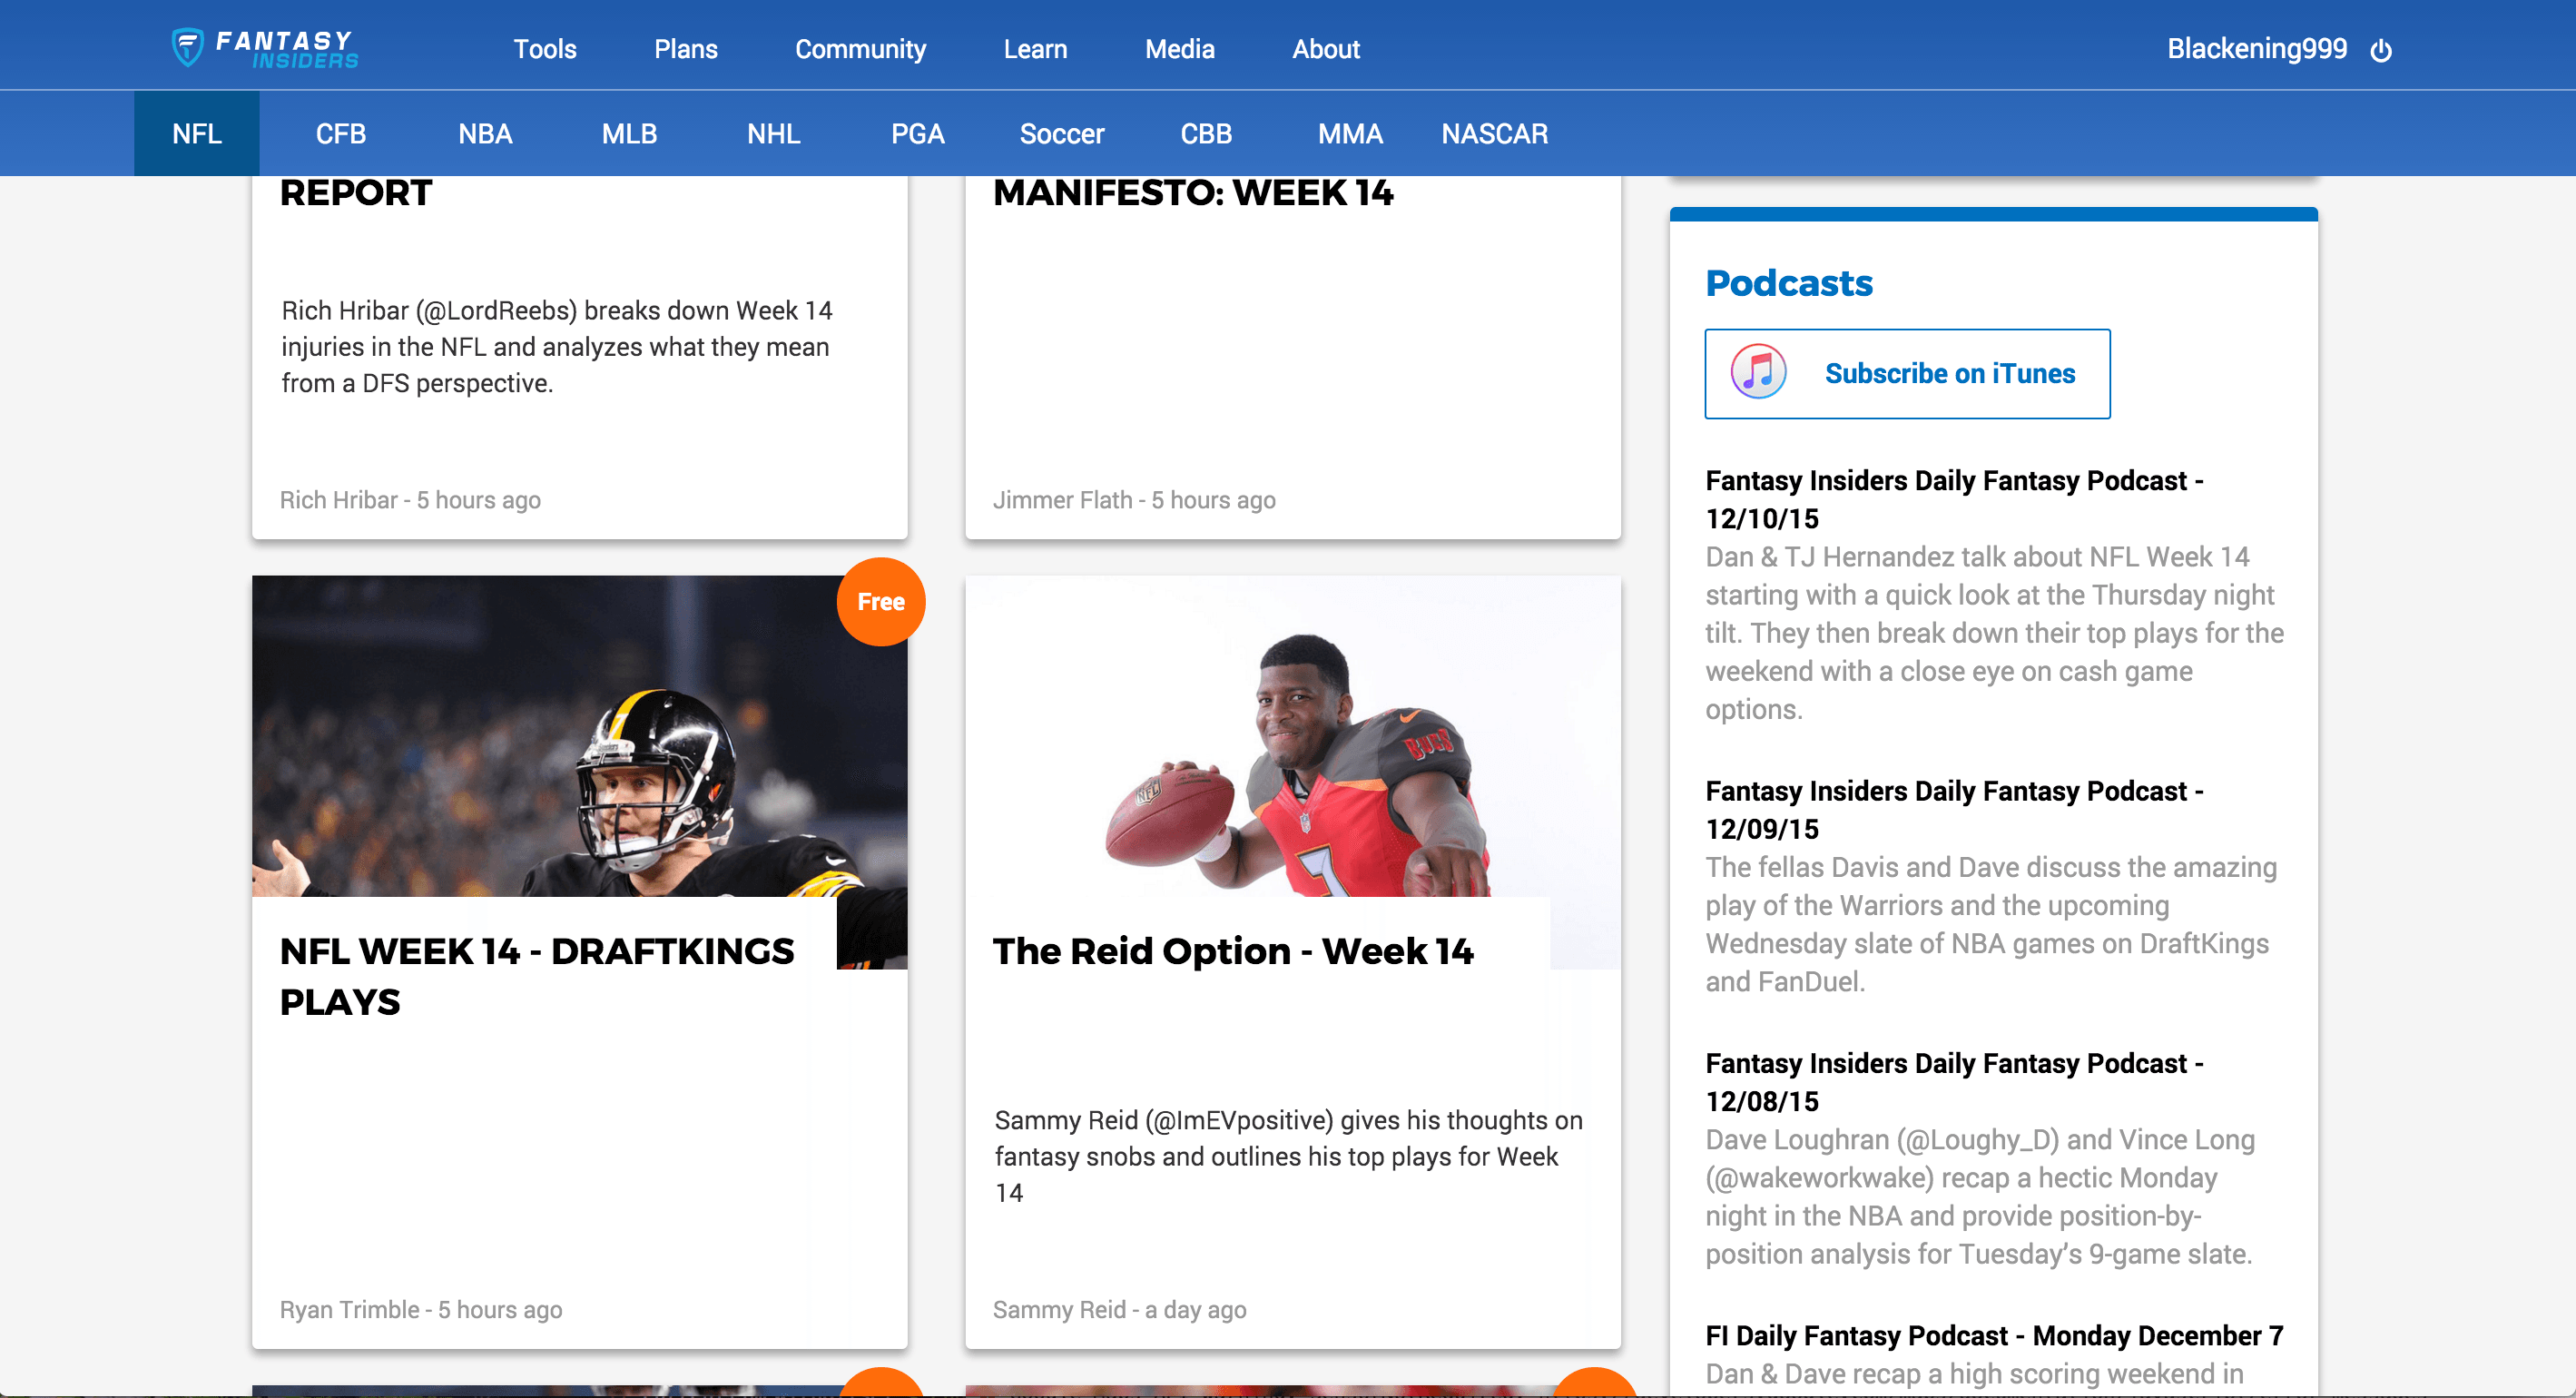 FANTASY
INSIDERS
Tools
Plans
Community
Learn
Media
About
Blackening999
NFL
CFB
NBA
MLB
NHL
PGA
Soccer
CBB
MMA
NASCAR
REPORT
Rich Hribar (@LordReebs) breaks down Week 14
injuries in the NFL and analyzes what they mean
from a DFS perspective.
Rich Hribar - 5 hours ago
MANIFESTO: WEEK 14
Jimmer Flath - 5 hours ago
Free
NFL WEEK 14 - DRAFTKINGS
PLAYS
Ryan Trimble - 5 hours ago
NFL
BUCS
3
The Reid Option - Week 14
Sammy Reid (@ImEVpositive) gives his thoughts on
fantasy snobs and outlines his top plays for Week
14
Sammy Reid - a day ago
Podcasts
Subscribe on iTunes
Fantasy Insiders Daily Fantasy Podcast -
12/10/15
Dan & TJ Hernandez talk about NFL Week 14
starting with a quick look at the Thursday night
tilt. They then break down their top plays for the
weekend with a close eye on cash game
options.
Fantasy Insiders Daily Fantasy Podcast -
12/09/15
The fellas Davis and Dave discuss the amazing
play of the Warriors and the upcoming
Wednesday slate of NBA games on DraftKings
and FanDuel.
Fantasy Insiders Daily Fantasy Podcast -
12/08/15
Dave Loughran (@Loughy_D) and Vince Long
(@wakeworkwake) recap a hectic Monday
night in the NBA and provide position-by-
position analysis for Tuesday’s 9-game slate.
FI Daily Fantasy Podcast - Monday December 7
Dan & Dave recap a high scoring weekend in